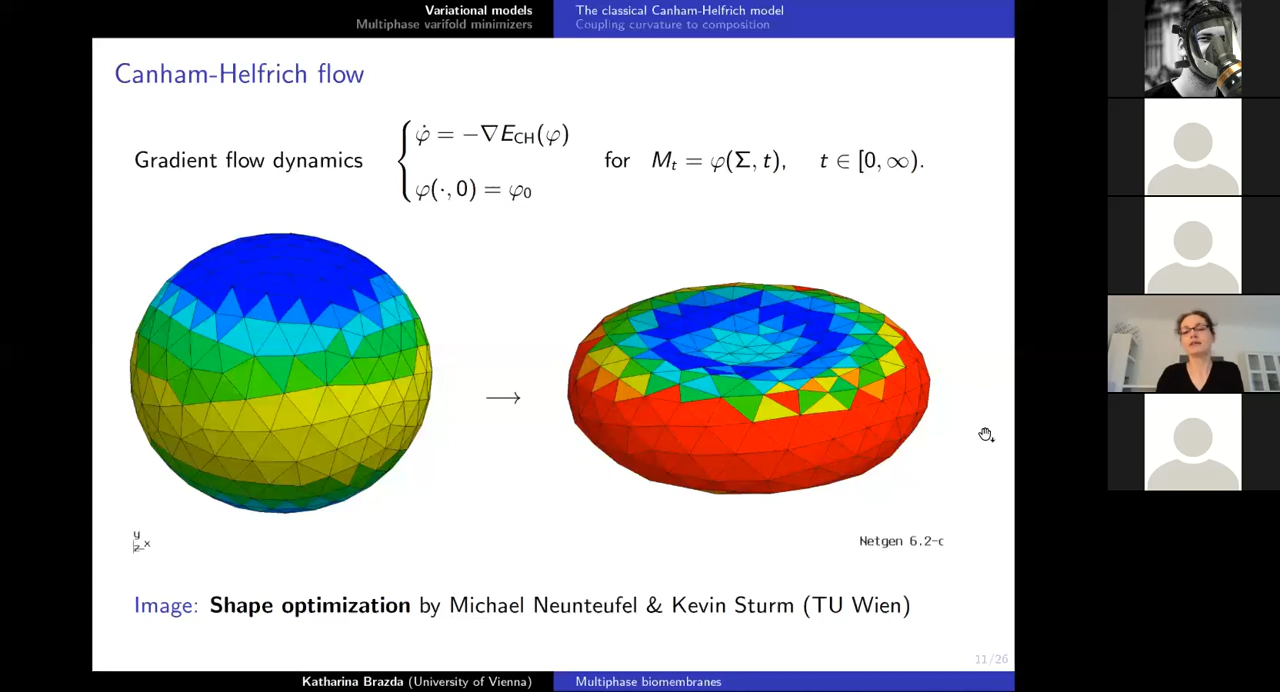 Variational models
Multiphase varifold minimizers
The classical Canham-Helfrich model
Coupling curvature to composition
Canham-Helfrich flow
Gradient flow dynamics { φ̇ = −∇E_CH(φ) for M_t = φ(Σ, t), t ∈ [0, ∞).
φ(·, 0) = φ₀
→
y
z x
Netgen 6.2-c
Image: Shape optimization by Michael Neunteufel & Kevin Sturm (TU Wien)
11/26
Katharina Brazda (University of Vienna)
Multiphase biomembranes